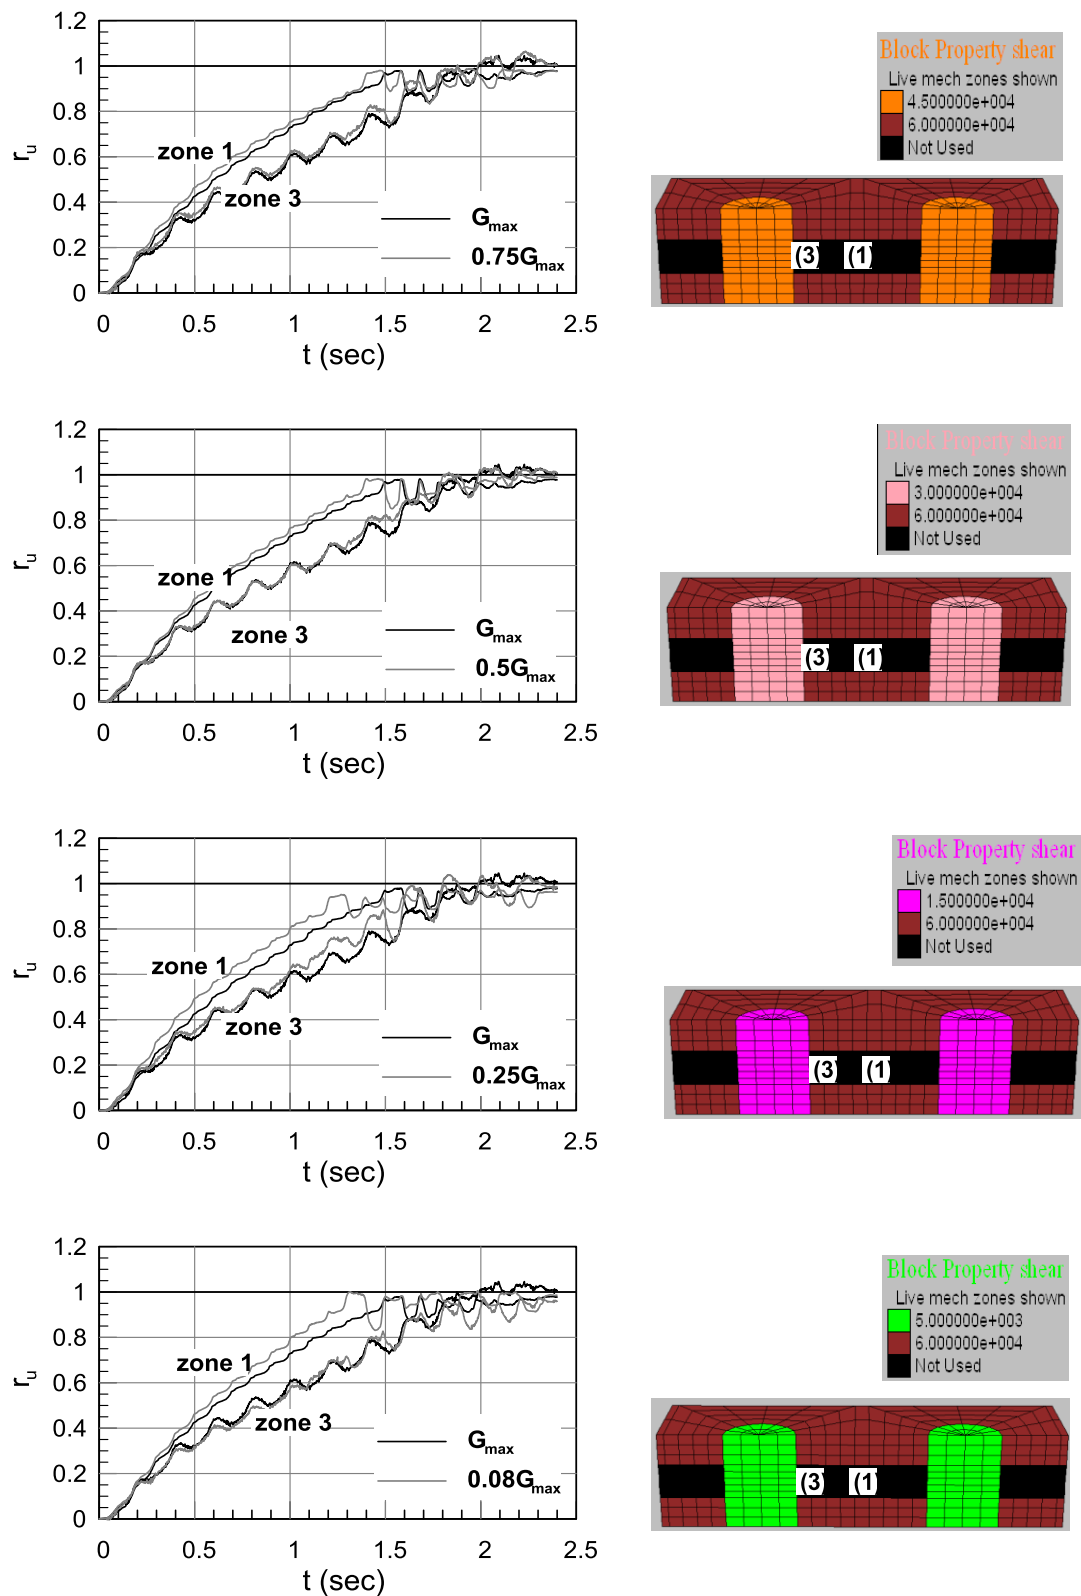 1.2
1
0.8
0.6
0.4
0.2
0
r_u
zone 1
zone 3
G_max
0.75G_max
0 0.5 1 1.5 2 2.5
t (sec)
Block Property shear
Live mech zones shown
4.500000e+004
6.000000e+004
Not Used
(3) (1)
1.2
1
0.8
0.6
0.4
0.2
0
r_u
zone 1
zone 3
G_max
0.5G_max
0 0.5 1 1.5 2 2.5
t (sec)
Block Property shear
Live mech zones shown
3.000000e+004
6.000000e+004
Not Used
(3) (1)
1.2
1
0.8
0.6
0.4
0.2
0
r_u
zone 1
zone 3
G_max
0.25G_max
0 0.5 1 1.5 2 2.5
t (sec)
Block Property shear
Live mech zones shown
1.500000e+004
6.000000e+004
Not Used
(3) (1)
1.2
1
0.8
0.6
0.4
0.2
0
r_u
zone 1
zone 3
G_max
0.08G_max
0 0.5 1 1.5 2 2.5
t (sec)
Block Property shear
Live mech zones shown
5.000000e+003
6.000000e+004
Not Used
(3) (1)